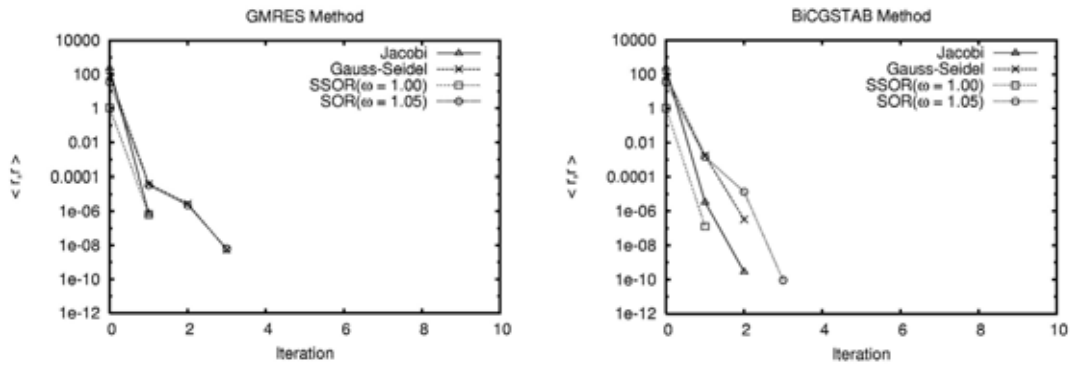 GMRES Method
10000
100
1
0.01
0.0001
1e-06
1e-08
1e-10
1e-12
< r,r >
0
2
4
6
8
10
Iteration
Jacobi
Gauss-Seidel
SSOR(ω = 1.00)
SOR(ω = 1.05)
BiCGSTAB Method
10000
100
1
0.01
0.0001
1e-06
1e-08
1e-10
1e-12
< r,r >
0
2
4
6
8
10
Iteration
Jacobi
Gauss-Seidel
SSOR(ω = 1.00)
SOR(ω = 1.05)